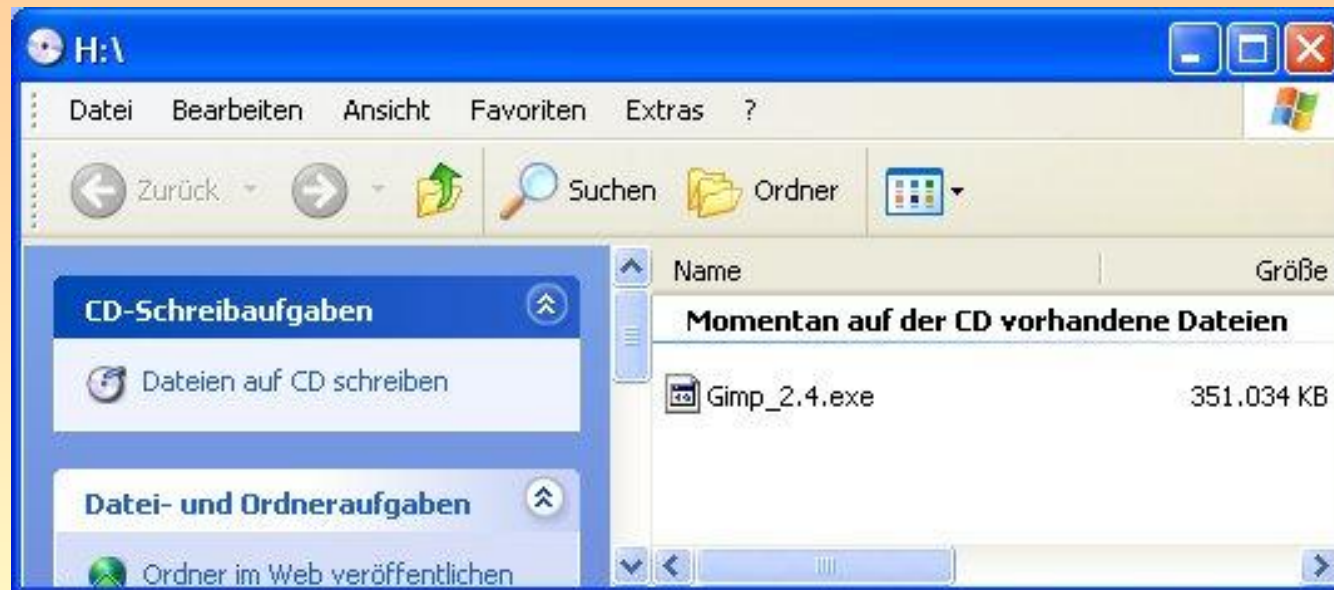 H:\
Datei Bearbeiten Ansicht Favoriten Extras ?
Zurück Suchen Ordner
Name Größe
CD-Schreibaufgaben
Momentan auf der CD vorhandene Dateien
Dateien auf CD schreiben
Gimp_2.4.exe 351.034 KB
Datei- und Ordneraufgaben
Ordner im Web veröffentlichen